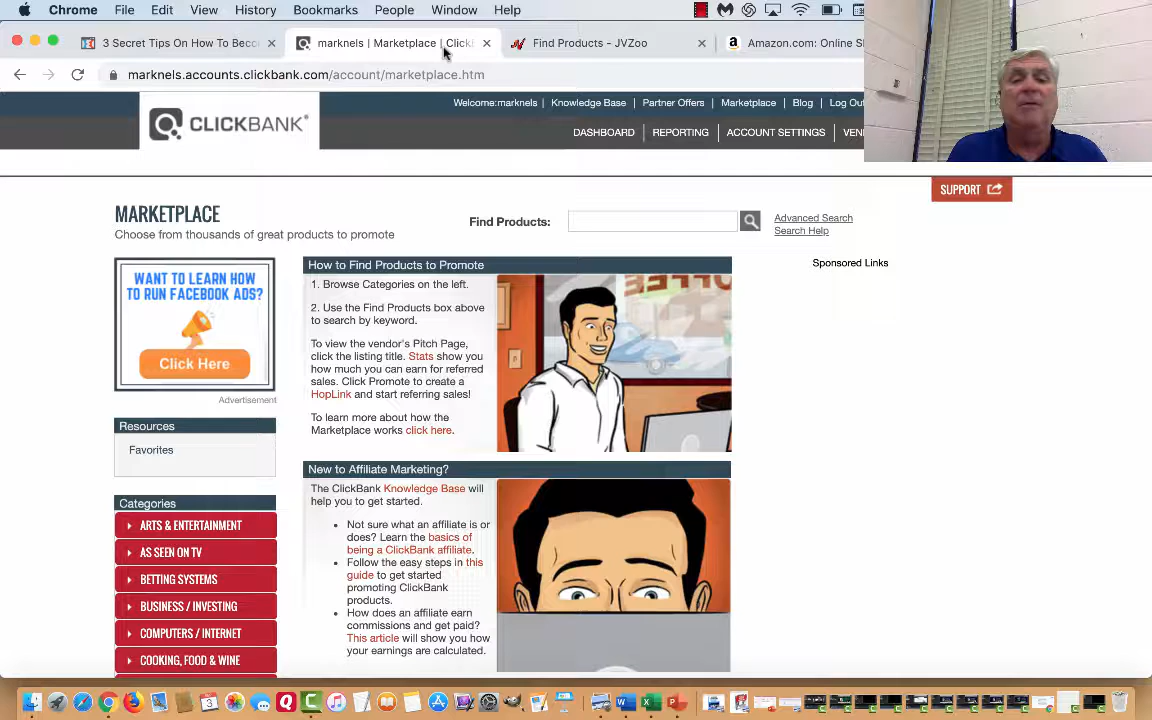 Chrome File Edit View History Bookmarks People Window Help
3 Secret Tips On How To Beco
marknels | Marketplace | Click
Find Products - JVZoo
Amazon.com: Online S
marknels.accounts.clickbank.com/account/marketplace.htm
Welcome:marknels | Knowledge Base | Partner Offers | Marketplace | Blog | Log Out
CLICKBANK®
DASHBOARD REPORTING ACCOUNT SETTINGS VEN
SUPPORT
MARKETPLACE
Choose from thousands of great products to promote
Find Products:
Advanced Search
Search Help
Sponsored Links
WANT TO LEARN HOW
TO RUN FACEBOOK ADS?
Click Here
Advertisement
Resources
Favorites
Categories
ARTS & ENTERTAINMENT
AS SEEN ON TV
BETTING SYSTEMS
BUSINESS / INVESTING
COMPUTERS / INTERNET
COOKING, FOOD & WINE
How to Find Products to Promote
1. Browse Categories on the left.
2. Use the Find Products box above
to search by keyword.
To view the vendor's Pitch Page,
click the listing title. Stats show you
how much you can earn for referred
sales. Click Promote to create a
HopLink and start referring sales!
To learn more about how the
Marketplace works click here.
COFFEE
New to Affiliate Marketing?
The ClickBank Knowledge Base will
help you to get started.
Not sure what an affiliate is or
does? Learn the basics of
being a ClickBank affiliate.
Follow the easy steps in this
guide to get started
promoting ClickBank
products.
How does an affiliate earn
commissions and get paid?
This article will show you how
your earnings are calculated.
3